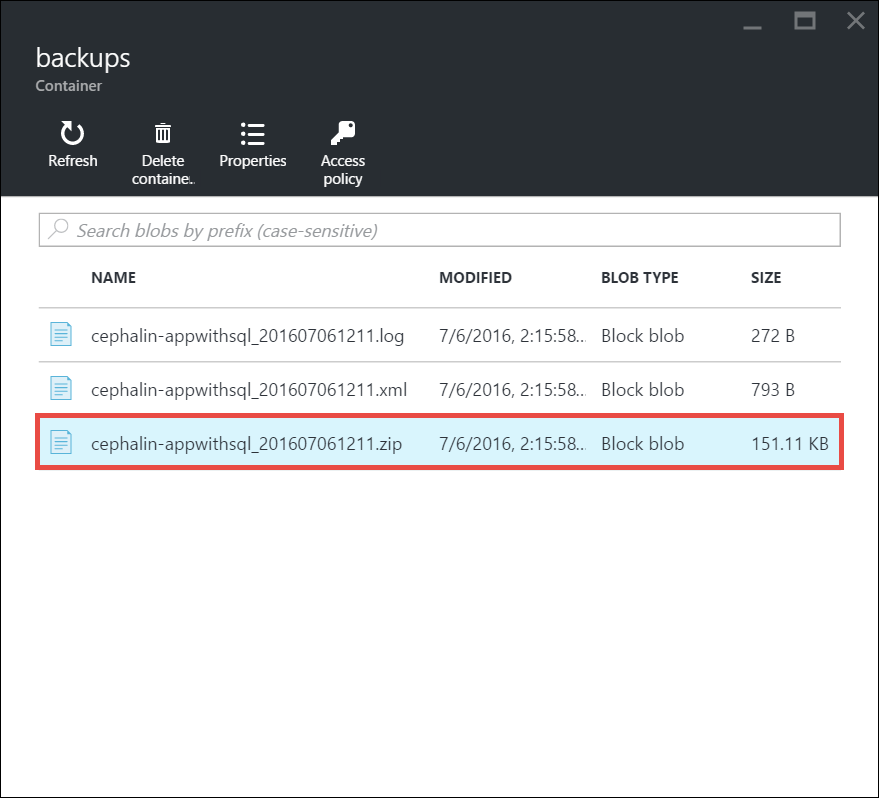 backups
Container
Refresh
Delete
containe..
Properties
Access
policy
Search blobs by prefix (case-sensitive)
NAME MODIFIED BLOB TYPE SIZE
cephalin-appwithsql_201607061211.log 7/6/2016, 2:15:58... Block blob 272 B
cephalin-appwithsql_201607061211.xml 7/6/2016, 2:15:58... Block blob 793 B
cephalin-appwithsql_201607061211.zip 7/6/2016, 2:15:58... Block blob 151.11 KB